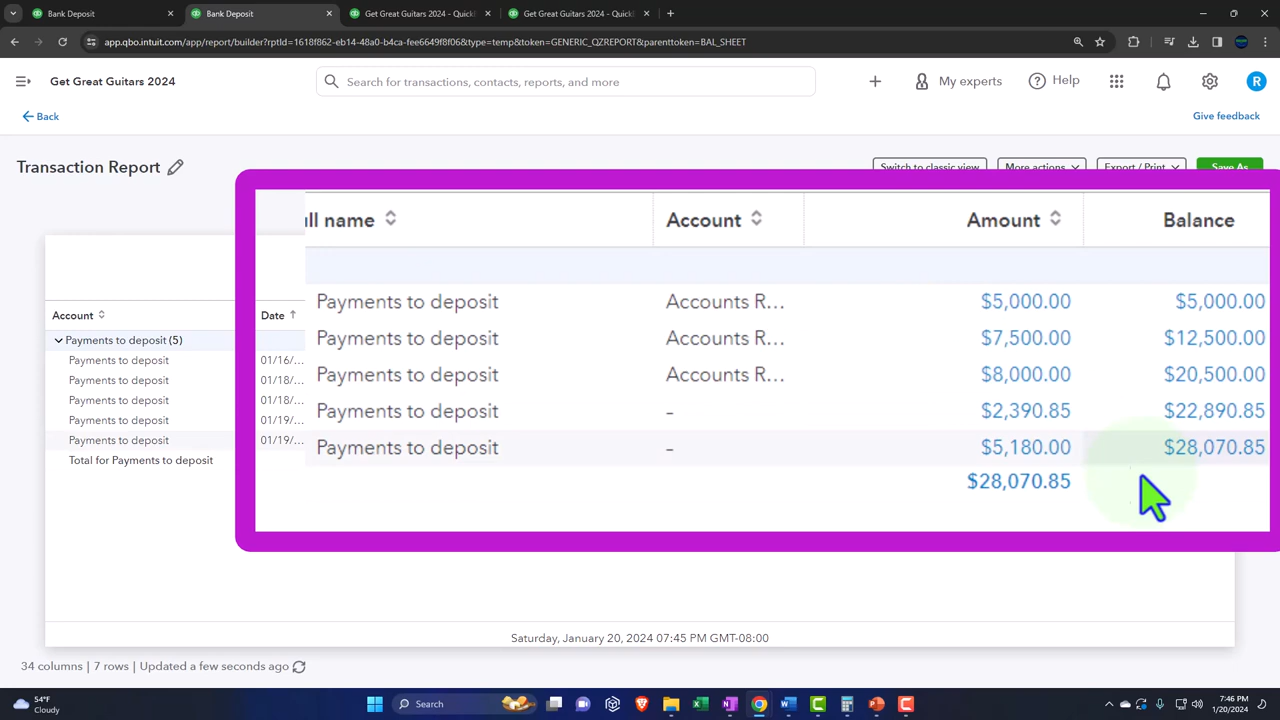 Bank Deposit
Bank Deposit
Get Great Guitars 2024 - QuickB
Get Great Guitars 2024 - QuickB
app.qbo.intuit.com/app/report/builder?rptId=1618f862-eb14-48a0-b4ca-fee6649f8f06&type=temp&token=GENERIC_QZREPORT&parenttoken=BAL_SHEET
Get Great Guitars 2024
Search for transactions, contacts, reports, and more
My experts
Help
R
Back
Give feedback
Transaction Report
Switch to classic view
More actions
Export / Print
Save As
Account
Date
Payments to deposit (5)
Payments to deposit 01/16/...
Payments to deposit 01/18/...
Payments to deposit 01/18/...
Payments to deposit 01/19/...
Payments to deposit 01/19/...
Total for Payments to deposit
ll name Account Amount Balance
Payments to deposit Accounts R... $5,000.00 $5,000.00
Payments to deposit Accounts R... $7,500.00 $12,500.00
Payments to deposit Accounts R... $8,000.00 $20,500.00
Payments to deposit - $2,390.85 $22,890.85
Payments to deposit - $5,180.00 $28,070.85
$28,070.85
Saturday, January 20, 2024 07:45 PM GMT-08:00
34 columns | 7 rows | Updated a few seconds ago
54°F
Cloudy
Search
7:46 PM
1/20/2024